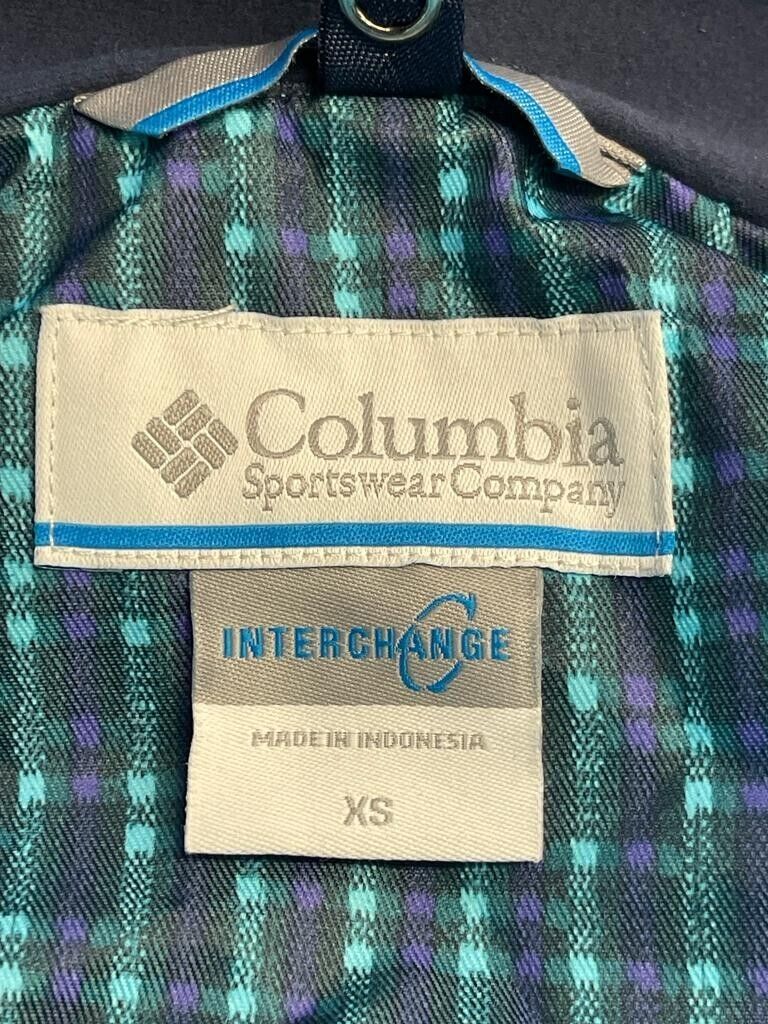 Columbia
Sportswear Company
INTERCHANGE
MADE IN INDONESIA
XS